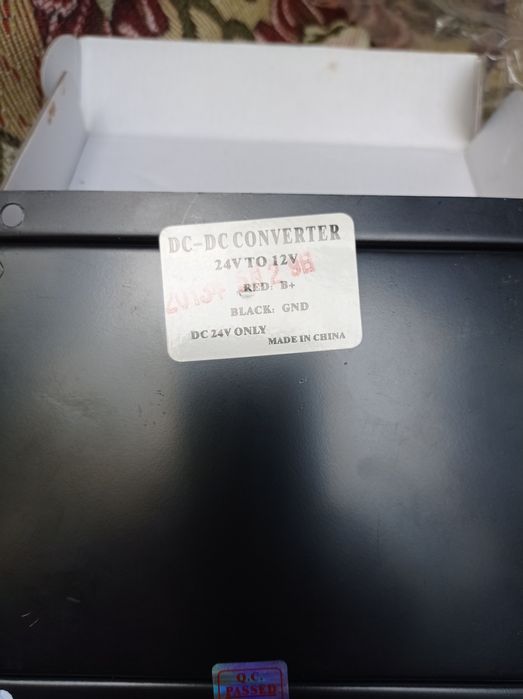 DC-DC CONVERTER
24V TO 12V
RED: B+
BLACK: GND
DC 24V ONLY
MADE IN CHINA
Q.C.
PASSED